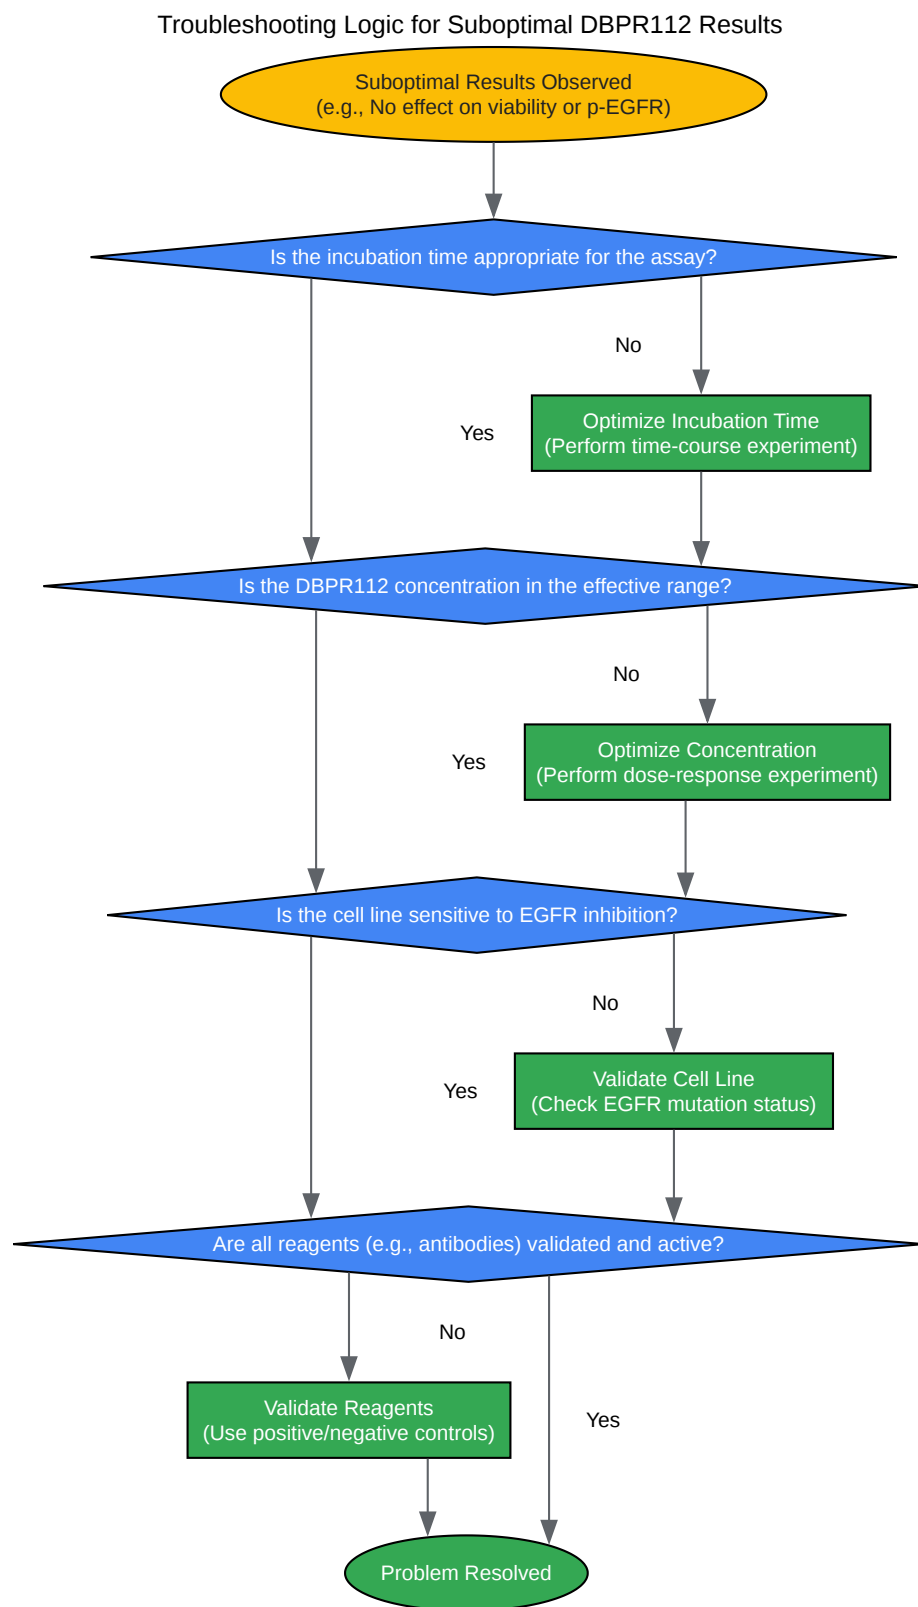 Troubleshooting Logic for Suboptimal DBPR112 Results
Suboptimal Results Observed
(e.g., No effect on viability or p-EGFR)
Is the incubation time appropriate for the assay?
No
Yes
Optimize Incubation Time
(Perform time-course experiment)
Is the DBPR112 concentration in the effective range?
No
Yes
Optimize Concentration
(Perform dose-response experiment)
Is the cell line sensitive to EGFR inhibition?
No
Yes
Validate Cell Line
(Check EGFR mutation status)
Are all reagents (e.g., antibodies) validated and active?
No
Validate Reagents
(Use positive/negative controls)
Yes
Problem Resolved